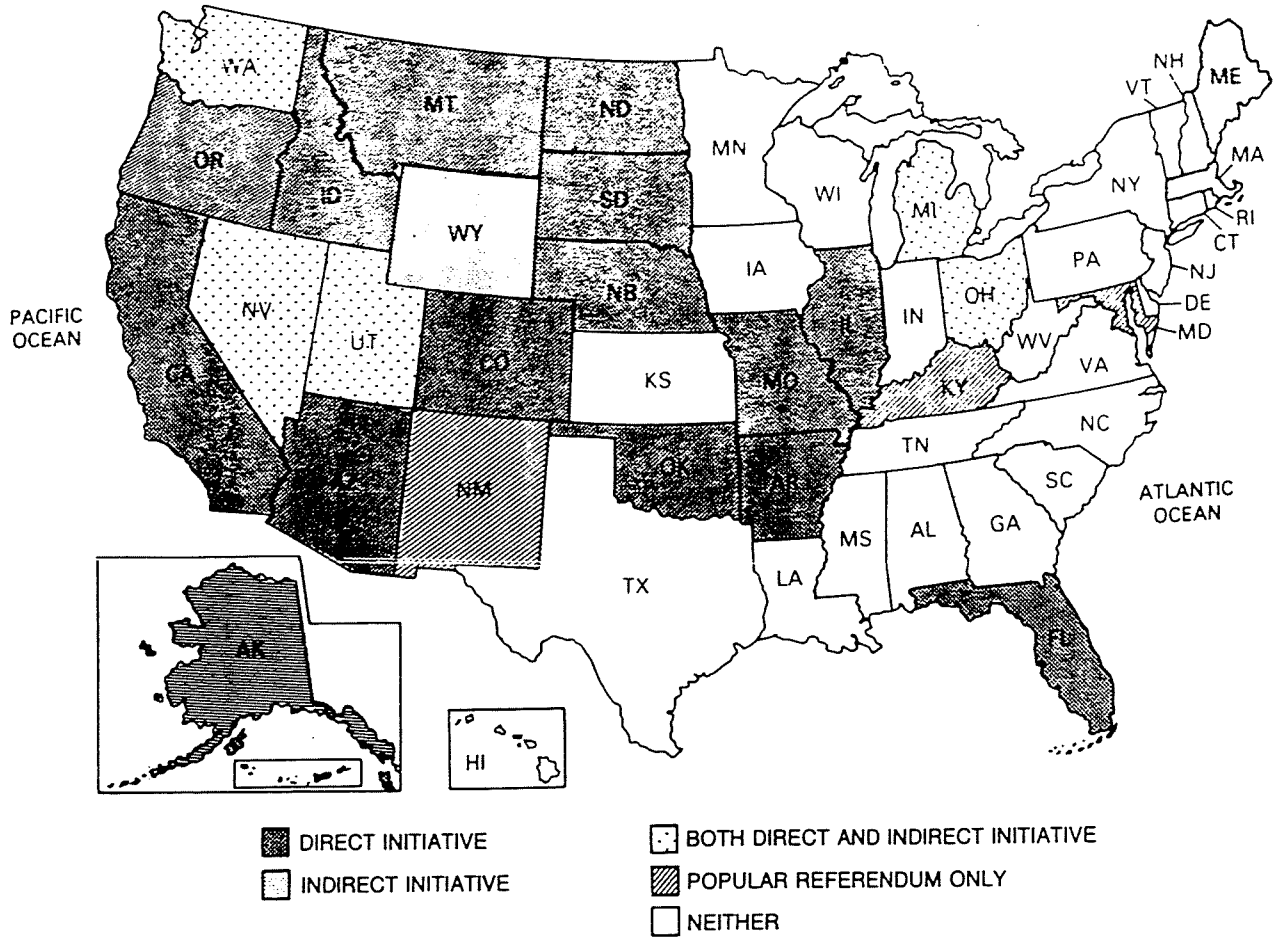 WA
MT
ND
OR
ID
SD
WY
NB
MN
WI
MI
IA
NV
UT
CO
CA
KS
MO
IL
IN
OH
KY
WV
VA
PA
NY
VT
NH
ME
MA
RI
CT
NJ
DE
MD
NM
OK
AR
TN
NC
SC
MS
AL
GA
LA
TX
FL
AK
HI
PACIFIC
OCEAN
ATLANTIC
OCEAN
DIRECT INITIATIVE
INDIRECT INITIATIVE
BOTH DIRECT AND INDIRECT INITIATIVE
POPULAR REFERENDUM ONLY
NEITHER